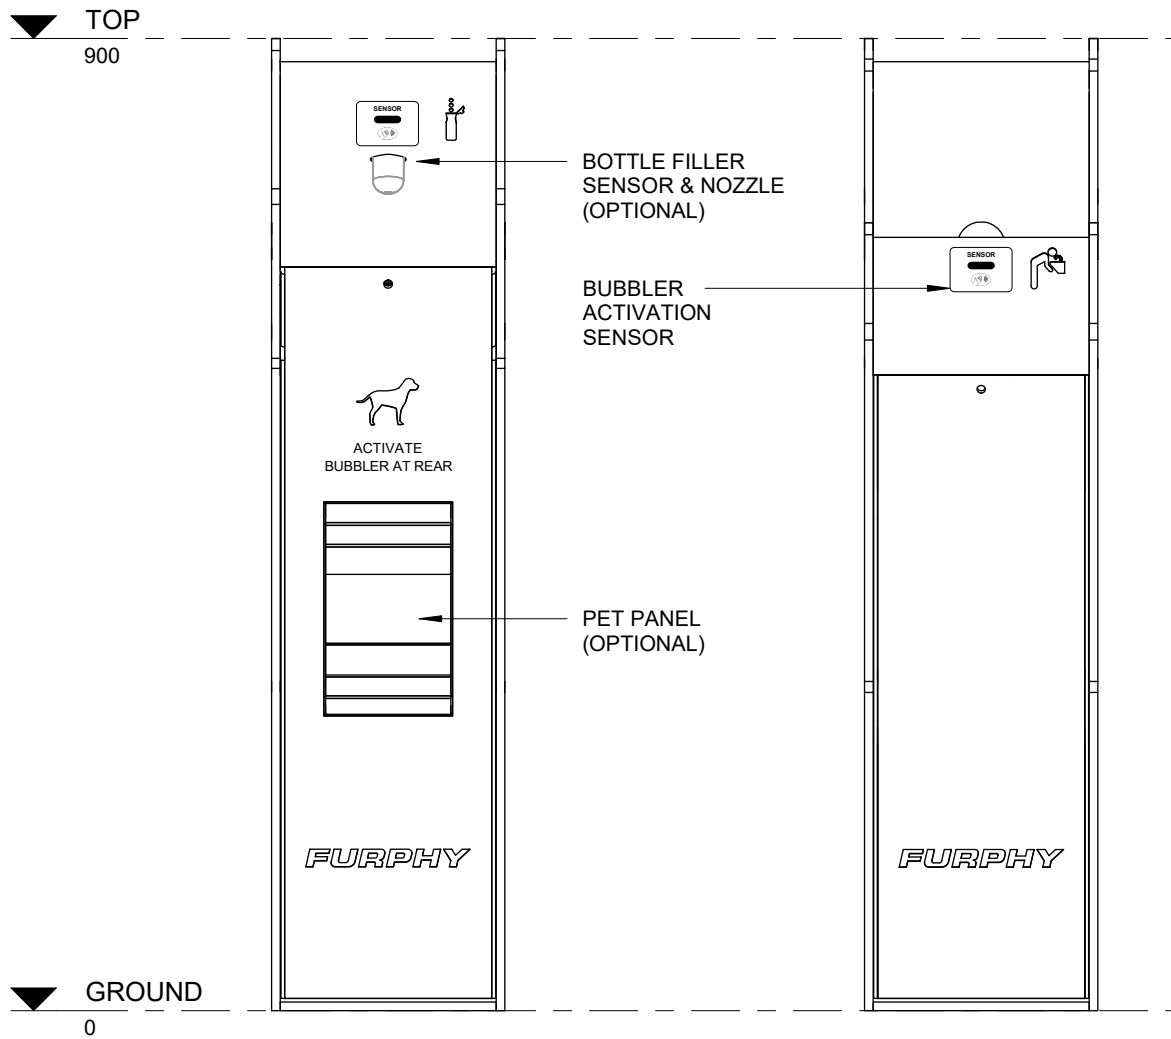 TOP
900
SENSOR
BOTTLE FILLER
SENSOR & NOZZLE
(OPTIONAL)
SENSOR
BUBBLER
ACTIVATION
SENSOR
ACTIVATE
BUBBLER AT REAR
PET PANEL
(OPTIONAL)
FURPHY
FURPHY
GROUND
0